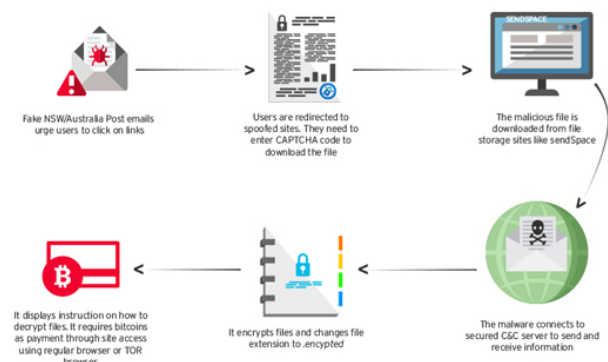 SENDSPACE
Fake NSW/Australia Post emails
urge users to click on links
Users are redirected to
spoofed sites. They need to
enter CAPTCHA code to
download the file
The malicious file is
downloaded from file
storage sites like sendSpace
It displays instruction on how to
decrypt files. It requires bitcoins
as payment through site access
using regular browser or TOR
browser
It encrypts files and changes file
extension to .encypted
The malware connects to
secured C&C server to send and
receive information